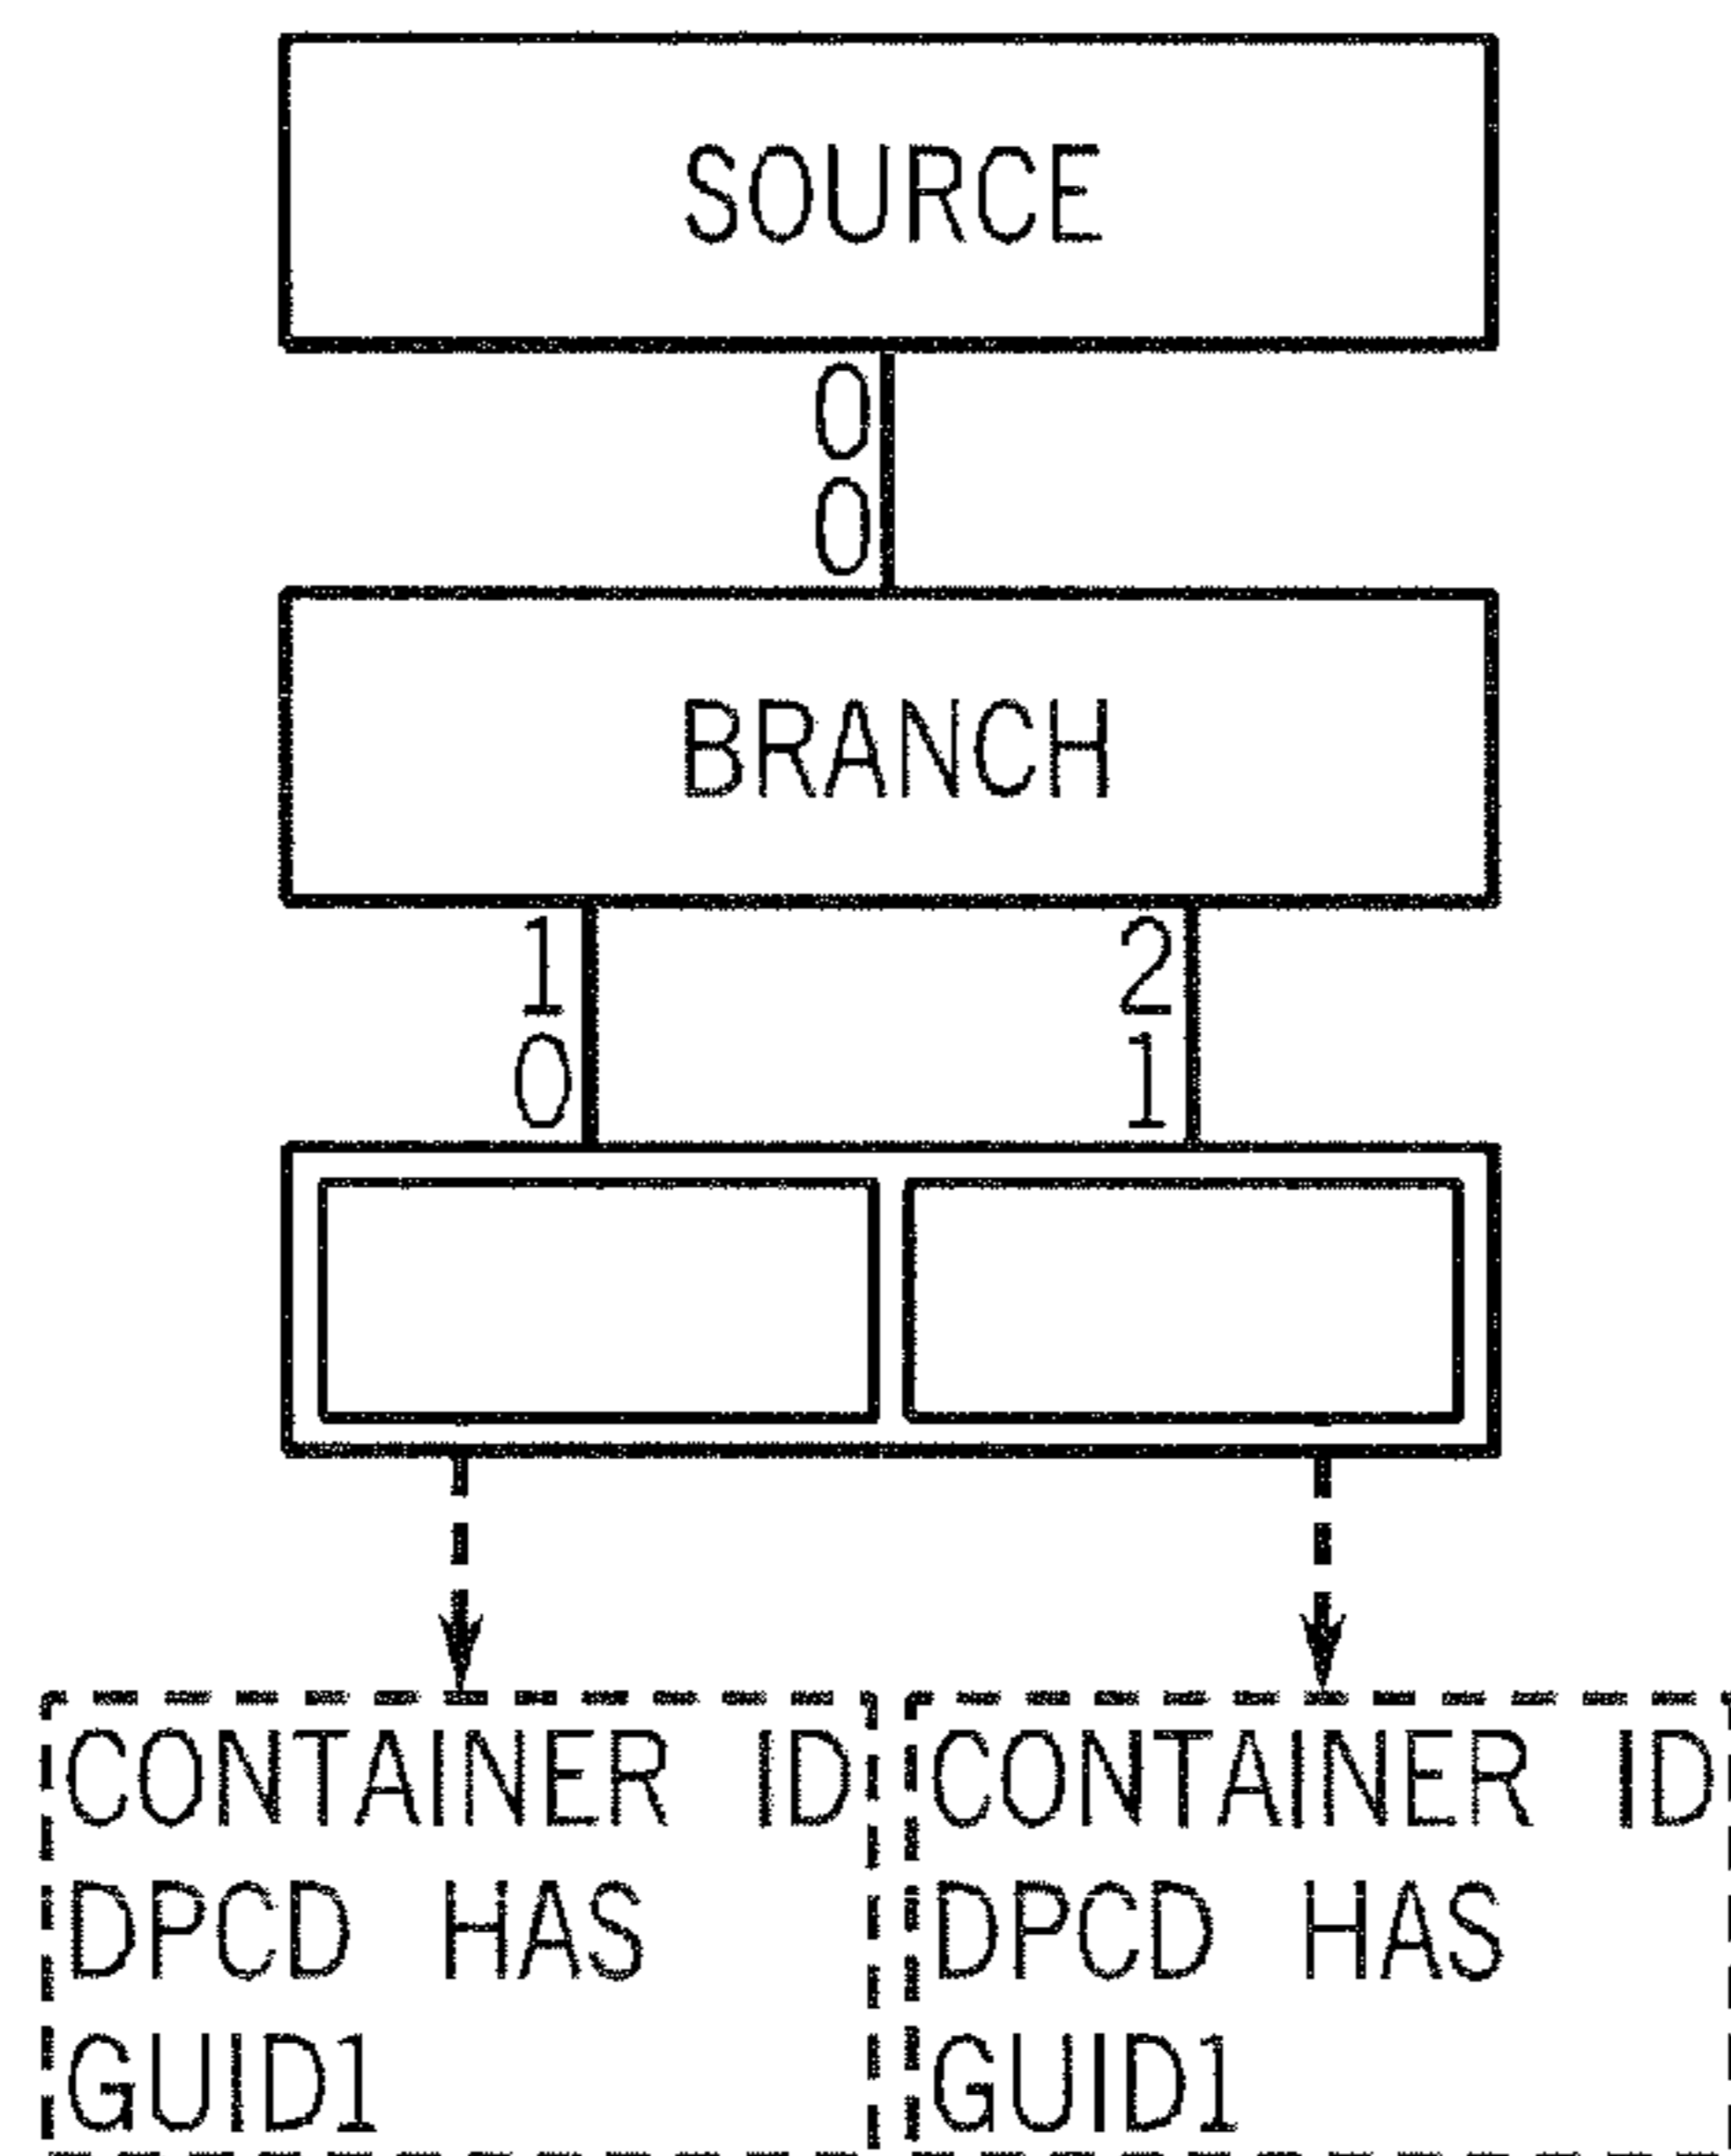 SOURCE
0
0
BRANCH
1 2
0 1
CONTAINER ID CONTAINER ID
DPCD HAS DPCD HAS
GUID1 GUID1